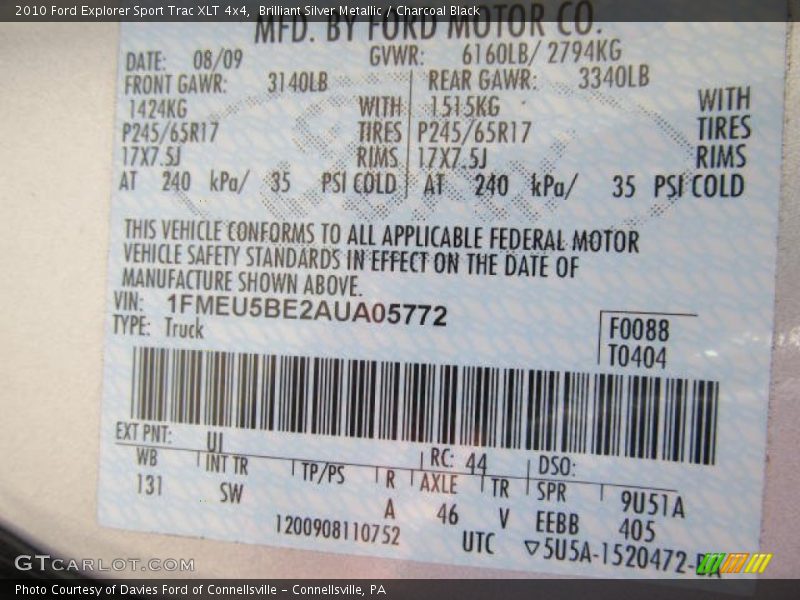 2010 Ford Explorer Sport Trac XLT 4x4,  Brilliant Silver Metallic / Charcoal Black
MFD. BY FORD MOTOR CO.
DATE: 08/09 GVWR: 6160LB/ 2794KG
FRONT GAWR: 3140LB REAR GAWR: 3340LB
1424KG WITH 1515KG WITH
P245/65R17 TIRES P245/65R17 TIRES
17X7.5J RIMS 17X7.5J RIMS
AT 240 kPa/ 35 PSI COLD AT 240 kPa/ 35 PSI COLD
THIS VEHICLE CONFORMS TO ALL APPLICABLE FEDERAL MOTOR
VEHICLE SAFETY STANDARDS IN EFFECT ON THE DATE OF
MANUFACTURE SHOWN ABOVE.
VIN: 1FMEU5BE2AUA05772
TYPE: Truck
F0088
T0404
EXT PNT: UI RC: 44 DSO:
WB INT TR TP/PS R AXLE TR SPR 9U51A
131 SW A 46 V EEBB 405
1200908110752 UTC ▽5U5A-1520472-
GTCARLOT.COM
Photo Courtesy of Davies Ford of Connellsville - Connellsville, PA